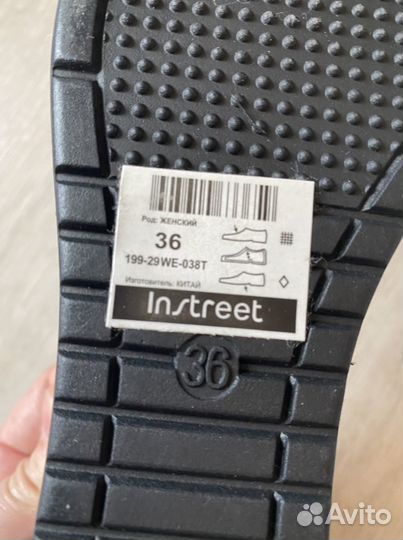 Род: ЖЕНСКИЙ
36
199-29WE-038T
Изготовитель: КИТАЙ
Instreet
36
Avito